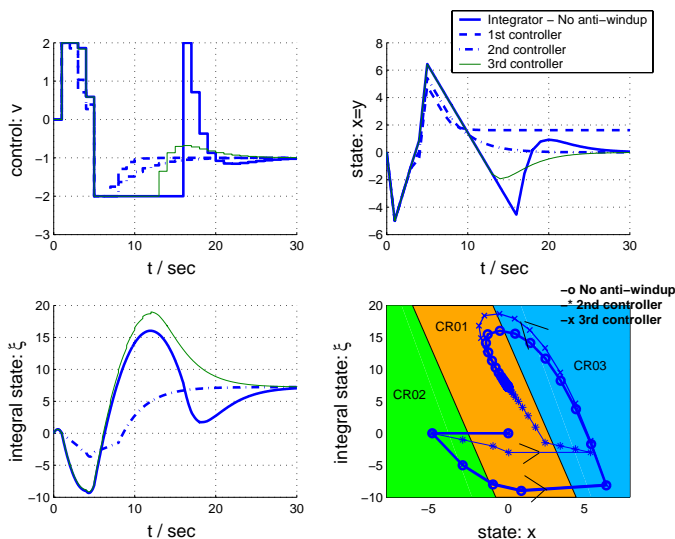 Integrator − No anti−windup
1st controller
2nd controller
3rd controller
2
1
0
−1
−2
−3
control: v
0
10
20
30
t / sec
8
6
4
2
0
−2
−4
−6
state: x=y
0
10
20
30
t / sec
20
15
10
5
0
−5
−10
integral state: ξ
0
10
20
30
t / sec
−o No anti−windup
−* 2nd controller
−x 3rd controller
20
15
10
5
0
−5
−10
integral state: ξ
CR01
CR02
CR03
−5
0
5
state: x